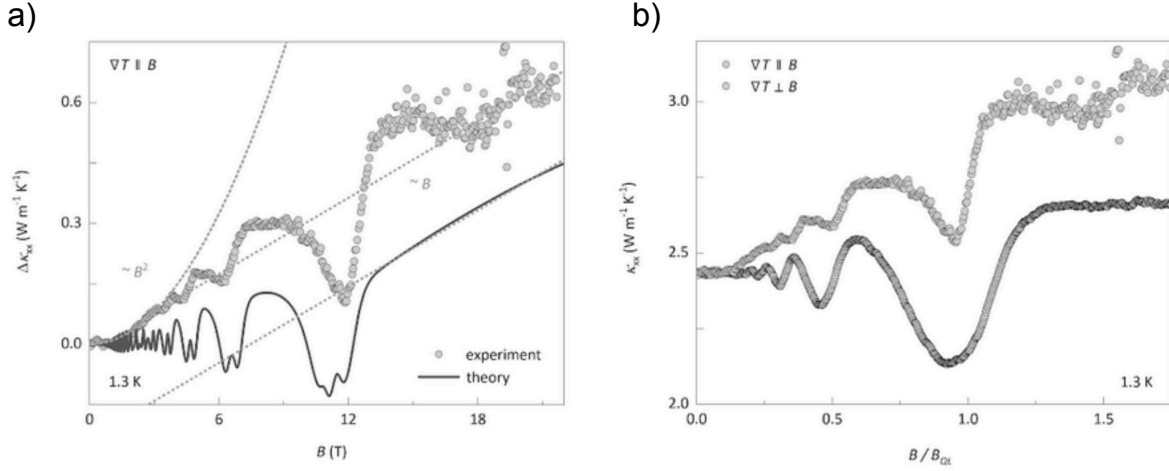 a)
∇T ∥ B
~ B²
~ B
experiment
theory
1.3 K
Δκxx (W m⁻¹ K⁻¹)
0.6
0.3
0.0
0
6
12
18
B (T)
b)
∇T ∥ B
∇T ⊥ B
1.3 K
κxx (W m⁻¹ K⁻¹)
3.0
2.5
2.0
0.0
0.5
1.0
1.5
B / BQL